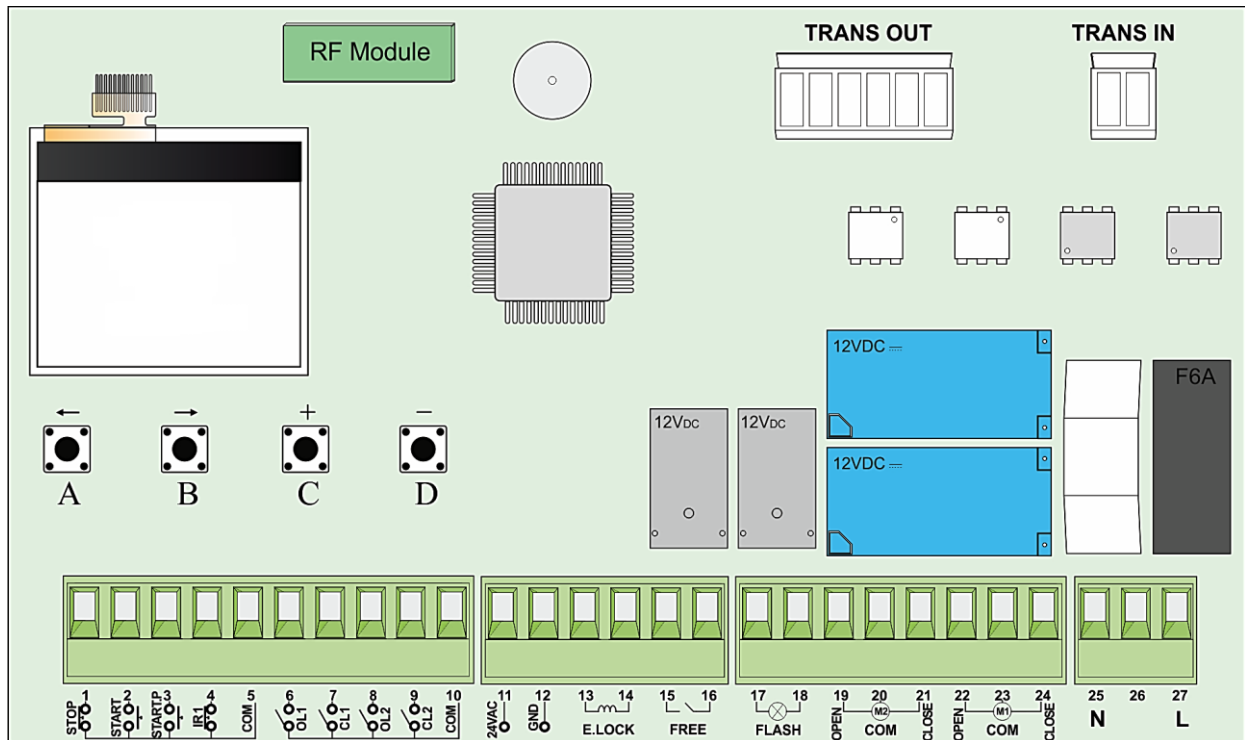 TRANS OUT TRANS IN
RF Module
12VDC
F6A
12VDC 12VDC
12VDC
← → + −
A B C D
1 2 3 4 5 6 7 8 9 10 11 12 13 14 15 16 17 18 19 20 21 22 23 24 25 26 27
STOP START START.P IR1 COM OL1 CL1 OL2 CL2 COM 24VAC GND E.LOCK FREE FLASH OPEN M2 COM CLOSE OPEN M1 COM CLOSE N L